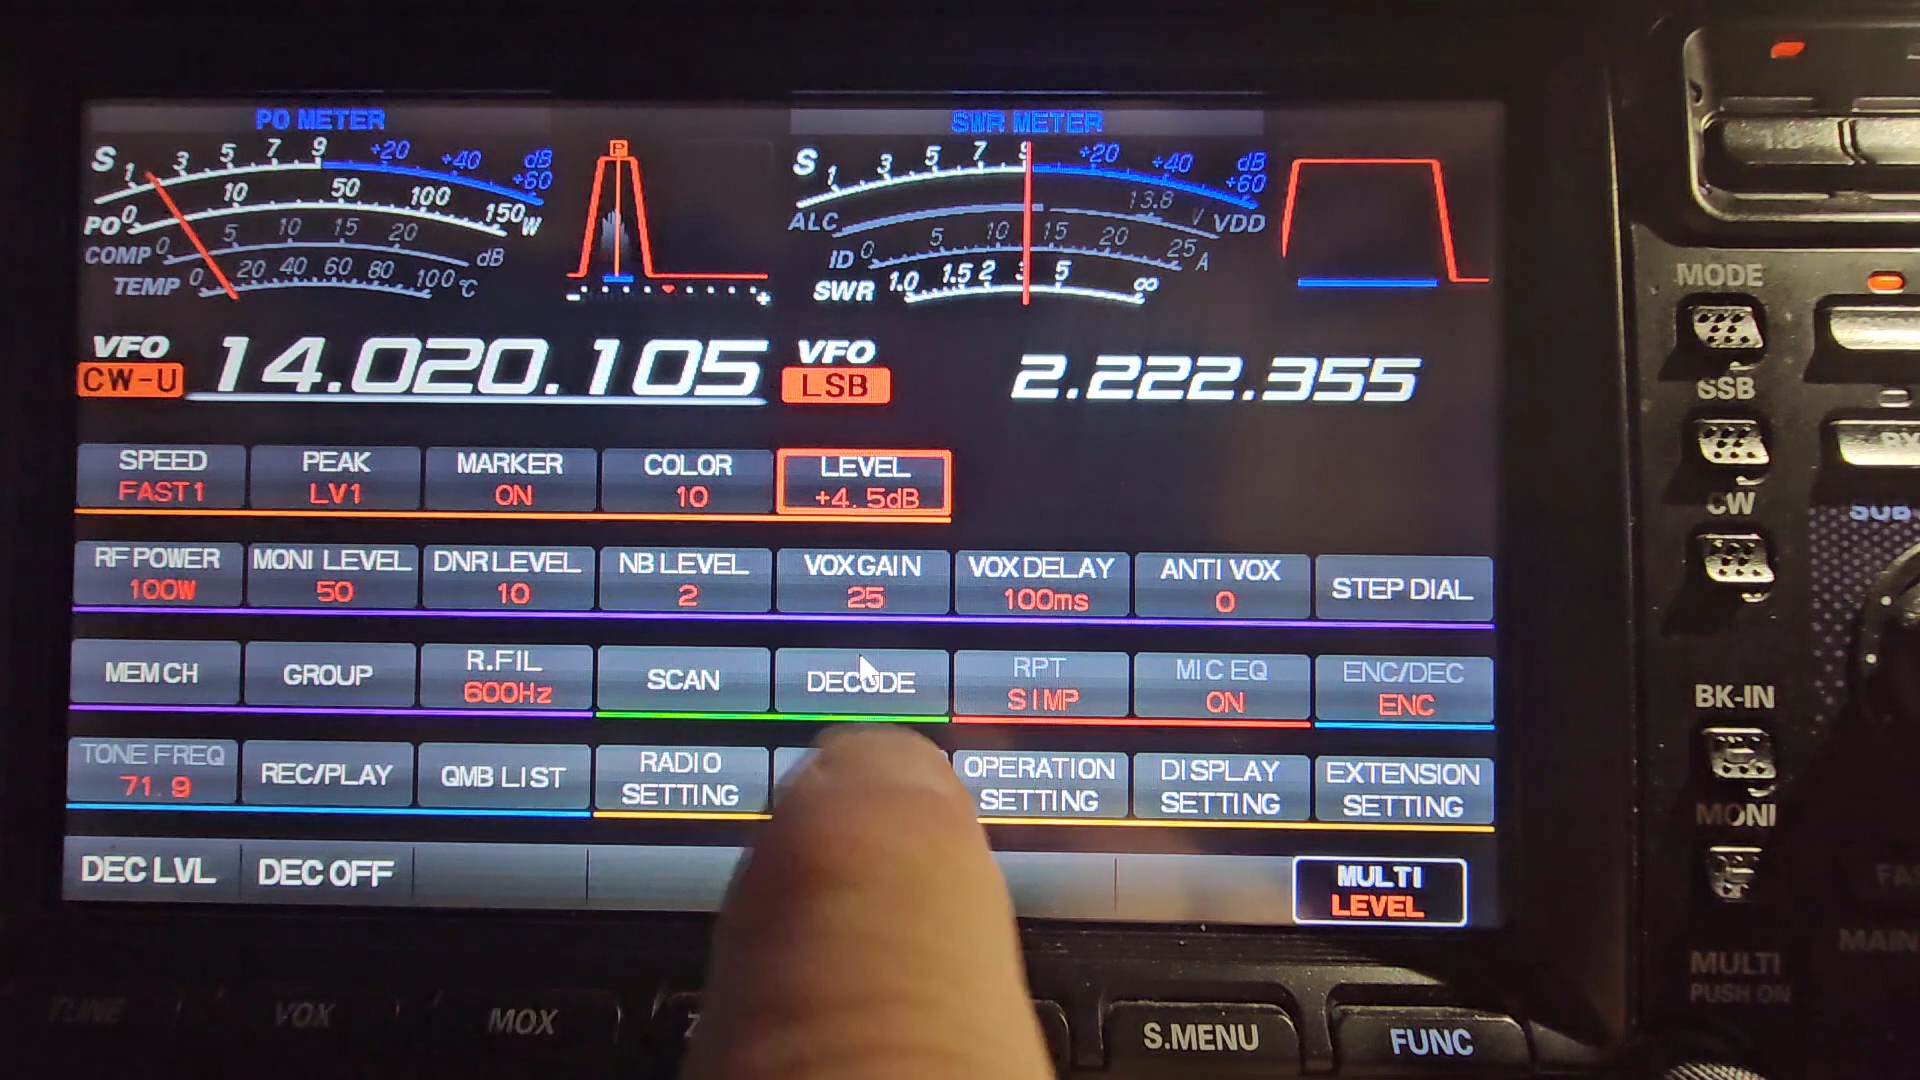 PO METER
S 1 3 5 7 9 +20 +40 +60 dB
PO 0 10 50 100 150 W
COMP 0 5 10 15 20 dB
TEMP 0 20 40 60 80 100 °C
P
- +
SWR METER
S 1 3 5 7 9 +20 +40 +60 dB
ALC 13.8 V VDD
ID 0 5 10 15 20 25 A
SWR 1.0 1.5 2 3 5 ∞
VFO
CW-U
14.020.105
VFO
LSB
2.222.355
SPEED
FAST1
PEAK
LV1
MARKER
ON
COLOR
10
LEVEL
+4.5dB
RF POWER
100W
MONI LEVEL
50
DNR LEVEL
10
NB LEVEL
2
VOX GAIN
25
VOX DELAY
100ms
ANTI VOX
0
STEP DIAL
MEM CH
GROUP
R.FIL
600Hz
SCAN
DECODE
RPT
SIMP
MIC EQ
ON
ENC/DEC
ENC
TONE FREQ
71.9
REC/PLAY
QMB LIST
RADIO
SETTING
OPERATION
SETTING
DISPLAY
SETTING
EXTENSION
SETTING
DEC LVL
DEC OFF
MULTI
LEVEL
TUNE
VOX
MOX
S.MENU
FUNC
1.8
MODE
SSB
CW
SUB
BK-IN
MONI
MAIN
MULTI
PUSH ON